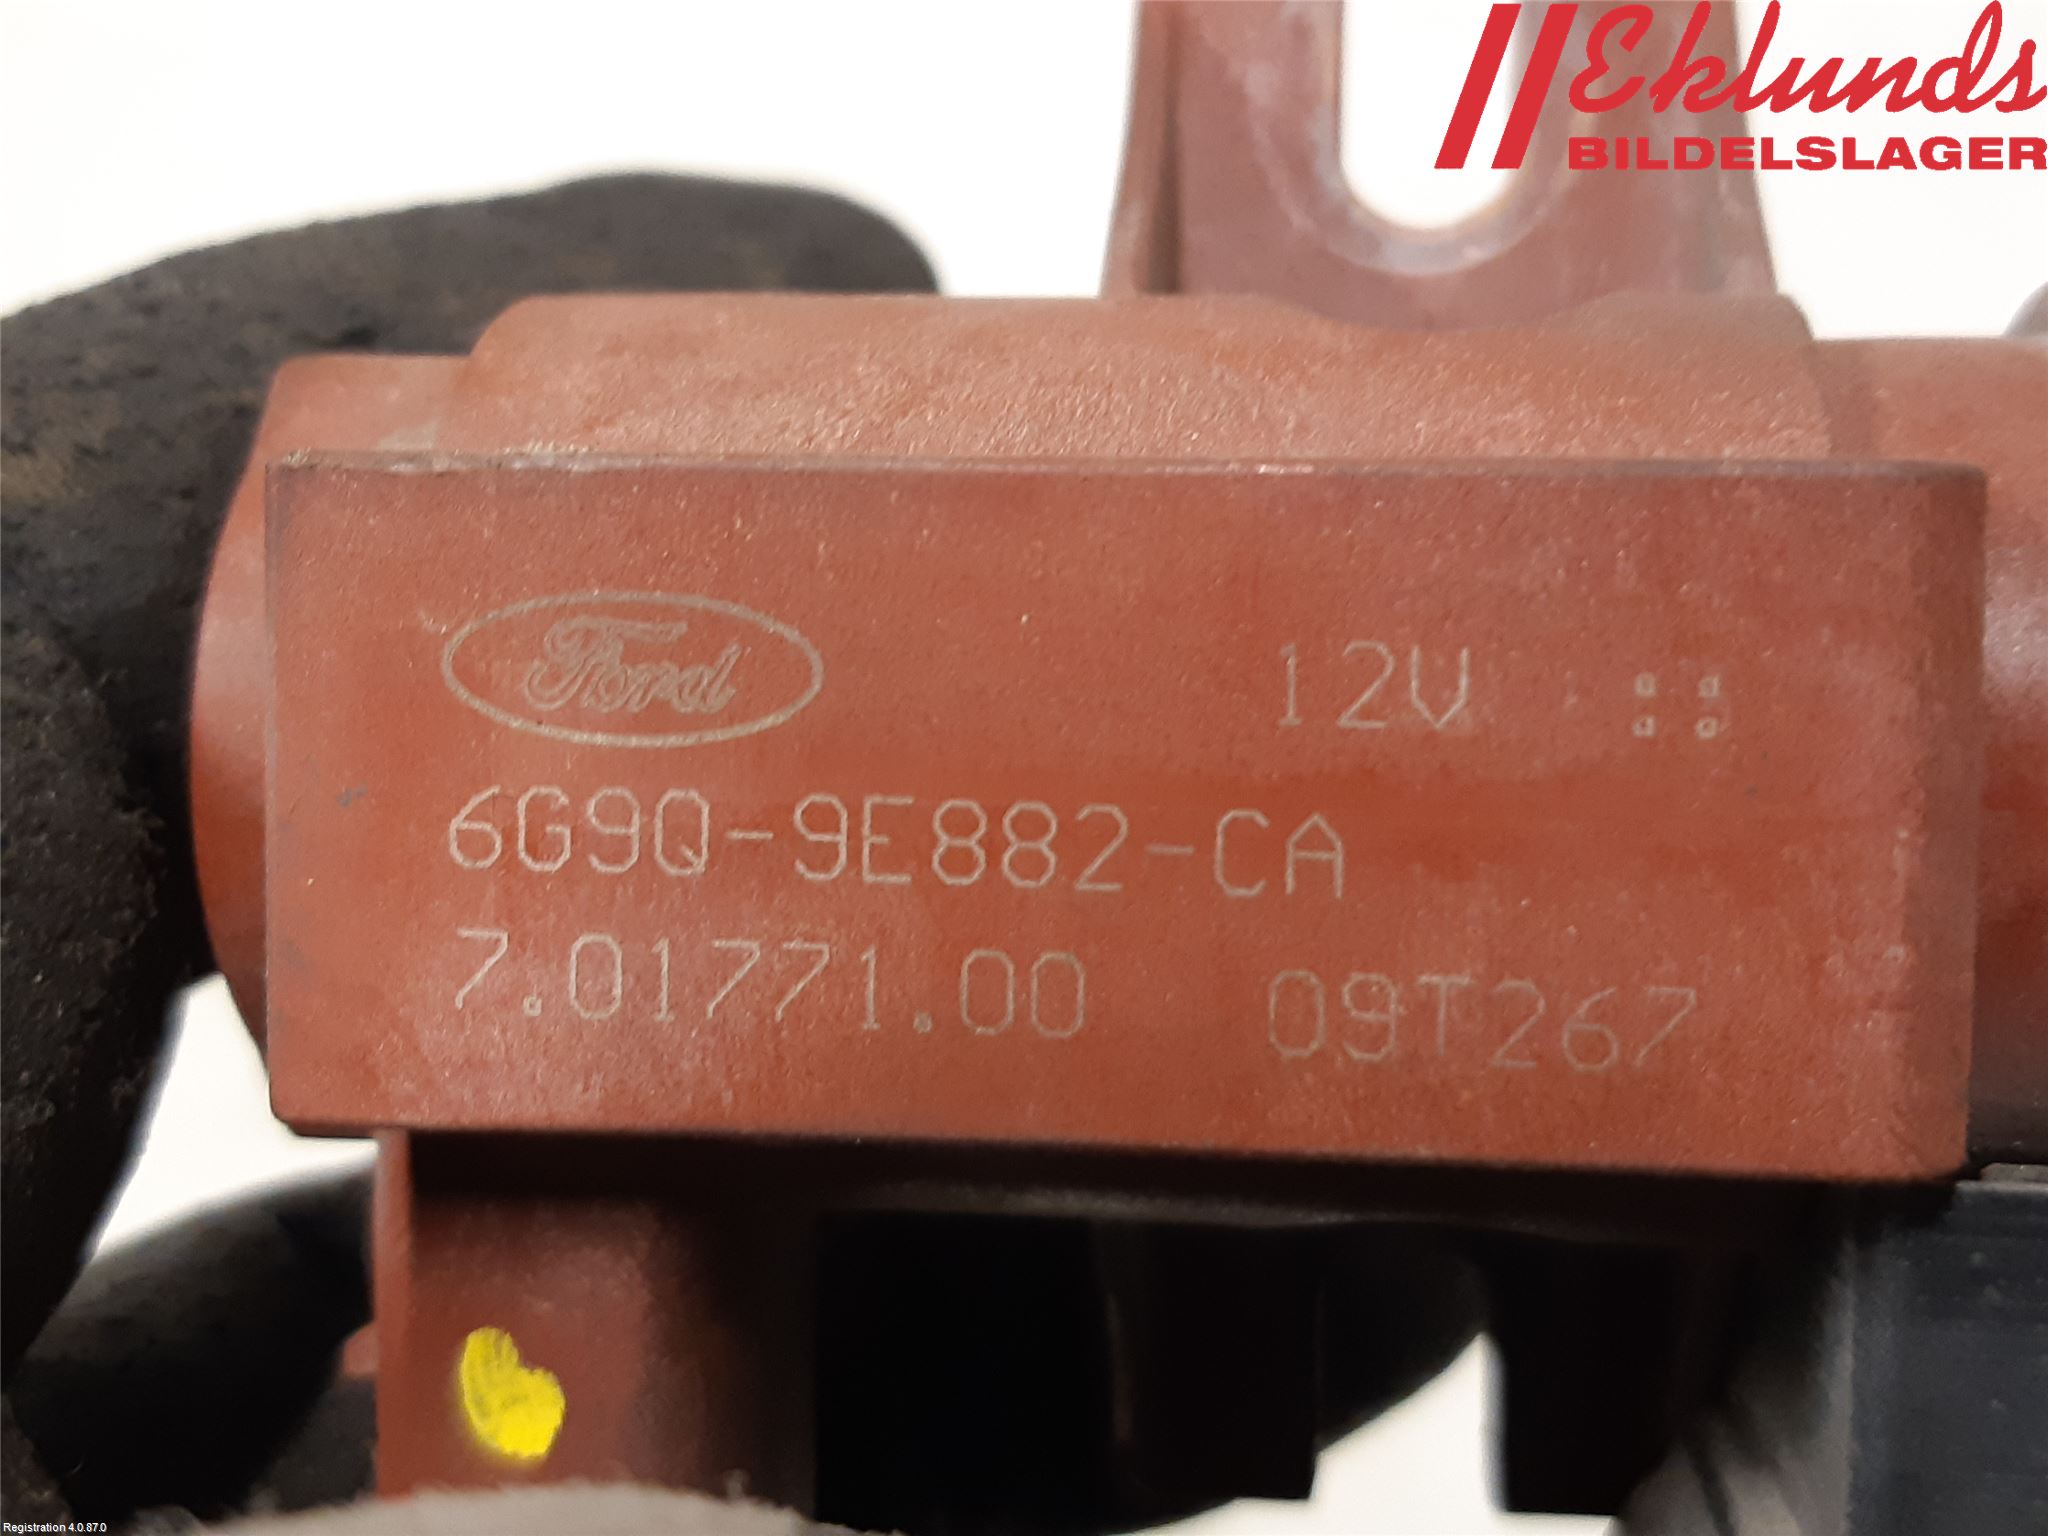 Eklunds
BILDELSLAGER
Ford 12V
6G9Q-9E882-CA
7.01771.00 09T267
Registration 4.0.87.0